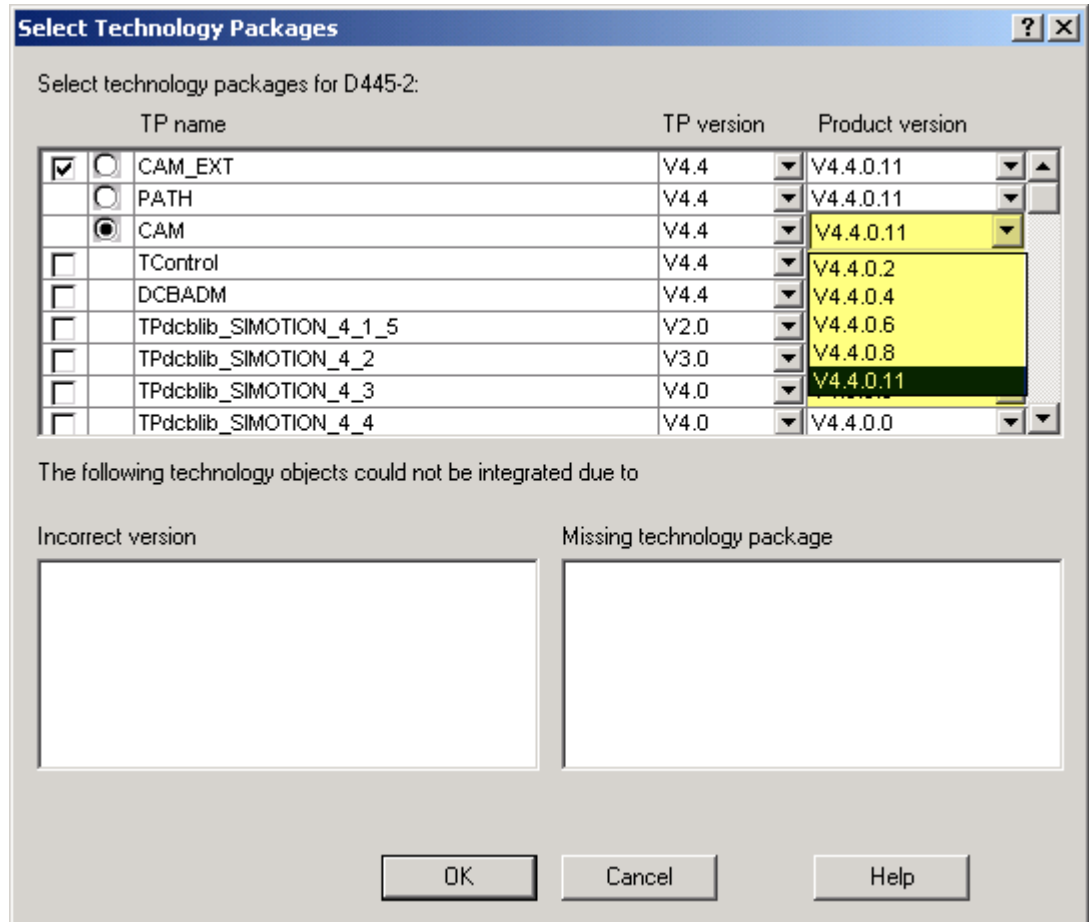 Select Technology Packages
Select technology packages for D445-2:
TP name TP version Product version
CAM_EXT V4.4 V4.4.0.11
PATH V4.4 V4.4.0.11
CAM V4.4 V4.4.0.11
TControl V4.4 V4.4.0.2
DCBADM V4.4 V4.4.0.4
TPdcblib_SIMOTION_4_1_5 V2.0 V4.4.0.6
TPdcblib_SIMOTION_4_2 V3.0 V4.4.0.8
TPdcblib_SIMOTION_4_3 V4.0 V4.4.0.11
TPdcblib_SIMOTION_4_4 V4.0 V4.4.0.0
The following technology objects could not be integrated due to
Incorrect version Missing technology package
OK Cancel Help